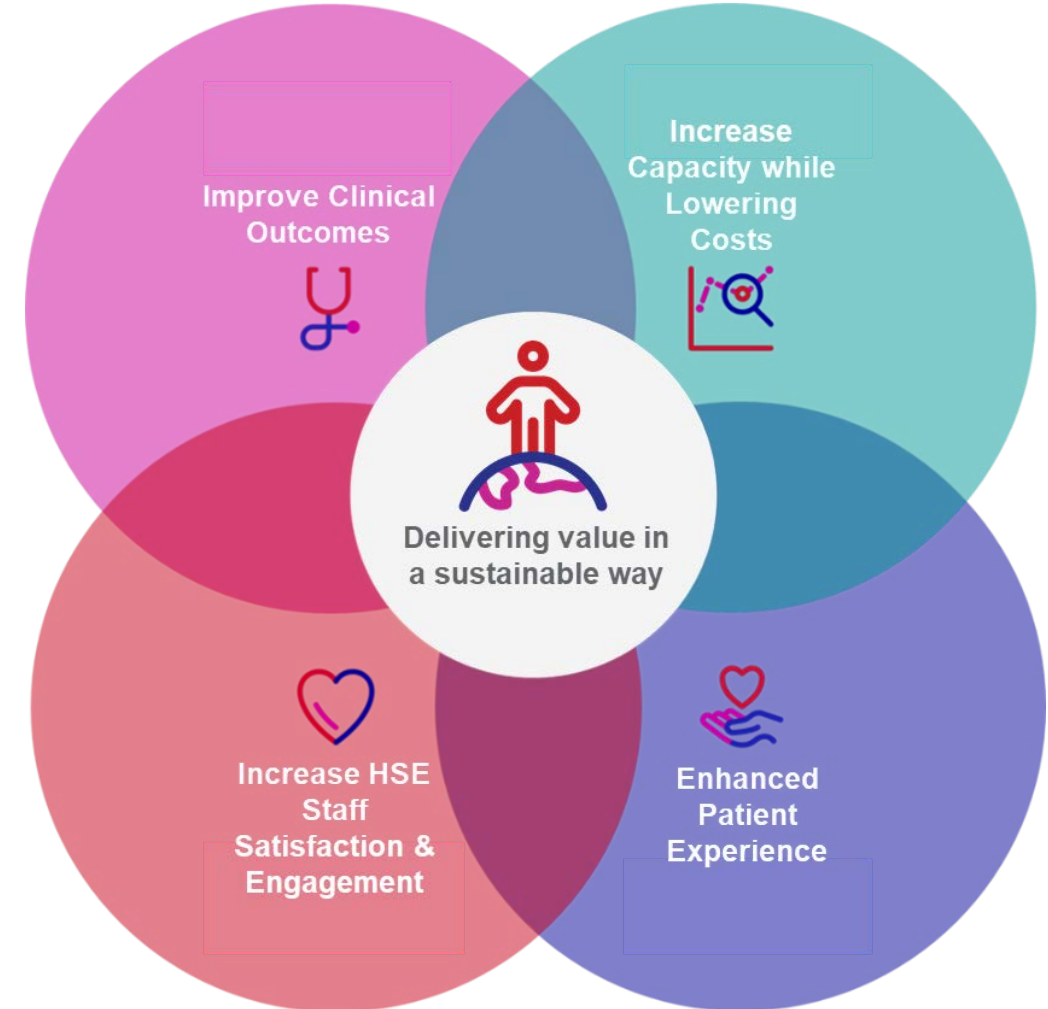 Improve Clinical
Outcomes
Increase
Capacity while
Lowering
Costs
Delivering value in
a sustainable way
Increase HSE
Staff
Satisfaction &
Engagement
Enhanced
Patient
Experience